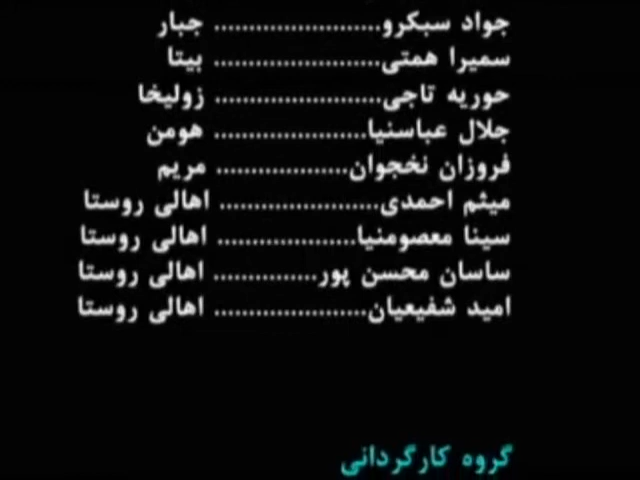 جواد سبکرو........................ جبار
سمیرا همتی........................ بیتا
حوریه تاجی........................ زولیخا
جلال عباسنیا...................... هومن
فروزان نخجوان................... مریم
میثم احمدی....................... اهالی روستا
سینا معصومنیا.................... اهالی روستا
ساسان محسن پور............... اهالی روستا
امید شفیعیان...................... اهالی روستا
گروه کارگردانی